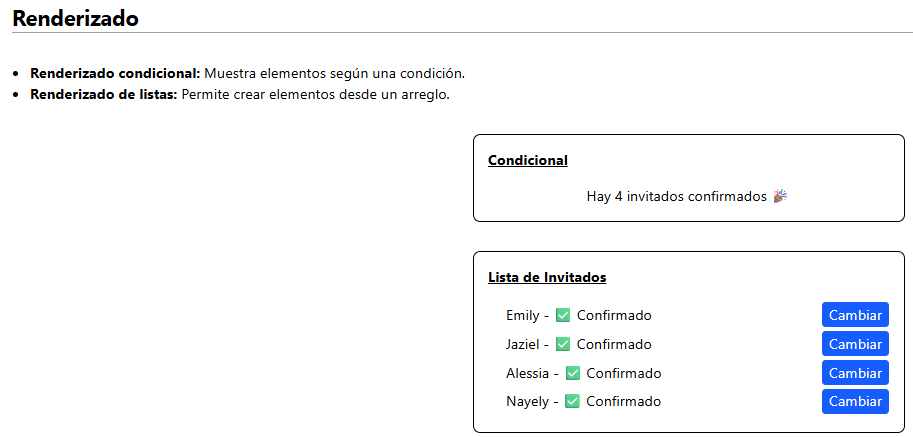 Renderizado
• Renderizado condicional: Muestra elementos según una condición.
• Renderizado de listas: Permite crear elementos desde un arreglo.
Condicional
Hay 4 invitados confirmados 🎉
Lista de Invitados
Emily - ✅ Confirmado Cambiar
Jaziel - ✅ Confirmado Cambiar
Alessia - ✅ Confirmado Cambiar
Nayely - ✅ Confirmado Cambiar